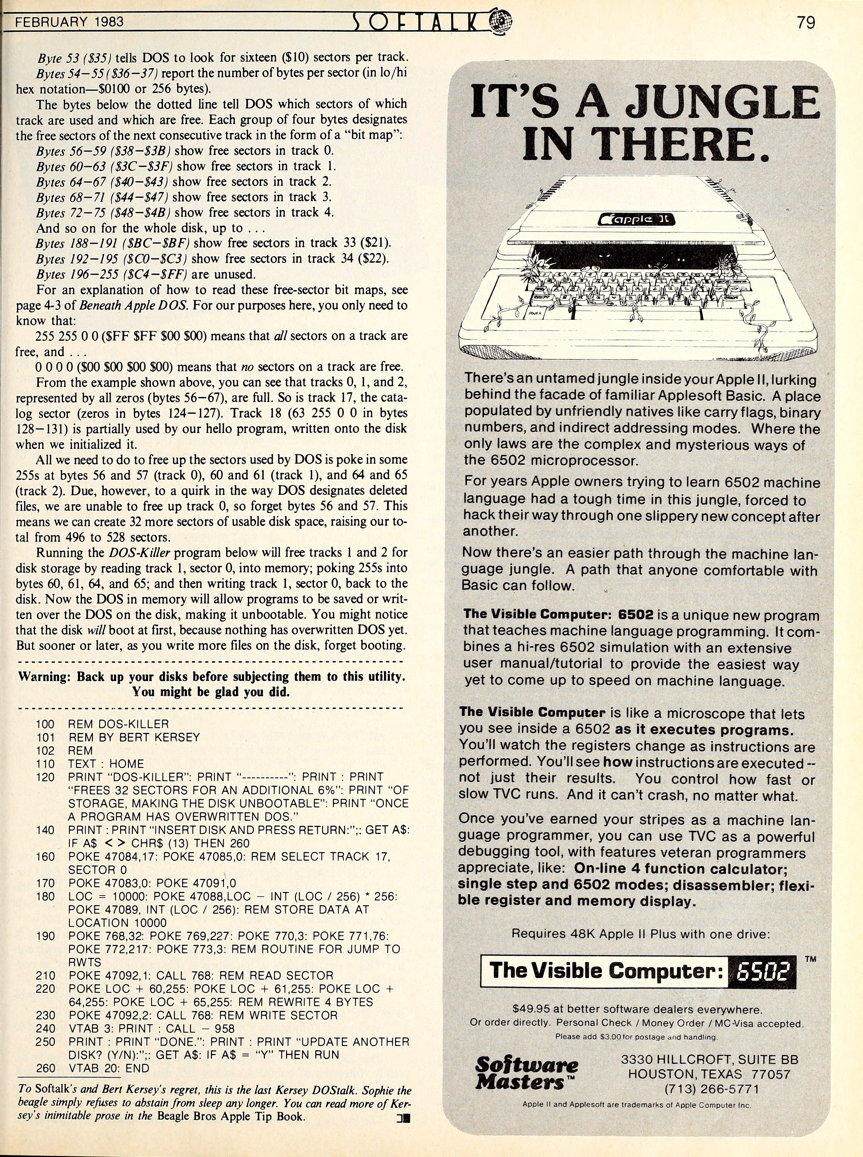 FEBRUARY 1983
SOFTALK
79
Byte 53 ($35) tells DOS to look for sixteen ($10) sectors per track.
Bytes 54–55 ($36–37) report the number of bytes per sector (in lo/hi
hex notation—$0100 or 256 bytes).
The bytes below the dotted line tell DOS which sectors of which
track are used and which are free. Each group of four bytes designates
the free sectors of the next consecutive track in the form of a "bit map":
Bytes 56–59 ($38–$3B) show free sectors in track 0.
Bytes 60–63 ($3C–$3F) show free sectors in track 1.
Bytes 64–67 ($40–$43) show free sectors in track 2.
Bytes 68–71 ($44–$47) show free sectors in track 3.
Bytes 72–75 ($48–$4B) show free sectors in track 4.
And so on for the whole disk, up to . . .
Bytes 188–191 ($BC–$BF) show free sectors in track 33 ($21).
Bytes 192–195 ($C0–$C3) show free sectors in track 34 ($22).
Bytes 196–255 ($C4–$FF) are unused.
For an explanation of how to read these free-sector bit maps, see
page 4-3 of Beneath Apple DOS. For our purposes here, you only need to
know that:
255 255 0 0 ($FF $FF $00 $00) means that all sectors on a track are
free, and . . .
0 0 0 0 ($00 $00 $00 $00) means that no sectors on a track are free.
From the example shown above, you can see that tracks 0, 1, and 2,
represented by all zeros (bytes 56–67), are full. So is track 17, the cata-
log sector (zeros in bytes 124–127). Track 18 (63 255 0 0 in bytes
128–131) is partially used by our hello program, written onto the disk
when we initialized it.
All we need to do to free up the sectors used by DOS is poke in some
255s at bytes 56 and 57 (track 0), 60 and 61 (track 1), and 64 and 65
(track 2). Due, however, to a quirk in the way DOS designates deleted
files, we are unable to free up track 0, so forget bytes 56 and 57. This
means we can create 32 more sectors of usable disk space, raising our to-
tal from 496 to 528 sectors.
Running the DOS-Killer program below will free tracks 1 and 2 for
disk storage by reading track 1, sector 0, into memory; poking 255s into
bytes 60, 61, 64, and 65; and then writing track 1, sector 0, back to the
disk. Now the DOS in memory will allow programs to be saved or writ-
ten over the DOS on the disk, making it unbootable. You might notice
that the disk will boot at first, because nothing has overwritten DOS yet.
But sooner or later, as you write more files on the disk, forget booting.
Warning: Back up your disks before subjecting them to this utility.
You might be glad you did.
100 REM DOS-KILLER
101 REM BY BERT KERSEY
102 REM
110 TEXT : HOME
120 PRINT "DOS-KILLER": PRINT "----------": PRINT : PRINT
"FREES 32 SECTORS FOR AN ADDITIONAL 6%": PRINT "OF
STORAGE, MAKING THE DISK UNBOOTABLE": PRINT "ONCE
A PROGRAM HAS OVERWRITTEN DOS."
140 PRINT : PRINT "INSERT DISK AND PRESS RETURN:";: GET A$:
IF A$ < > CHR$ (13) THEN 260
160 POKE 47084,17: POKE 47085,0: REM SELECT TRACK 17,
SECTOR 0
170 POKE 47083,0: POKE 47091,0
180 LOC = 10000: POKE 47088,LOC - INT (LOC / 256) * 256:
POKE 47089, INT (LOC / 256): REM STORE DATA AT
LOCATION 10000
190 POKE 768,32: POKE 769,227: POKE 770,3: POKE 771,76:
POKE 772,217: POKE 773,3: REM ROUTINE FOR JUMP TO
RWTS
210 POKE 47092,1: CALL 768: REM READ SECTOR
220 POKE LOC + 60,255: POKE LOC + 61,255: POKE LOC +
64,255: POKE LOC + 65,255: REM REWRITE 4 BYTES
230 POKE 47092,2: CALL 768: REM WRITE SECTOR
240 VTAB 3: PRINT : CALL - 958
250 PRINT : PRINT "DONE.": PRINT : PRINT "UPDATE ANOTHER
DISK? (Y/N):";: GET A$: IF A$ = "Y" THEN RUN
260 VTAB 20: END
To Softalk's and Bert Kersey's regret, this is the last Kersey DOStalk. Sophie the
beagle simply refuses to abstain from sleep any longer. You can read more of Ker-
sey's inimitable prose in the Beagle Bros Apple Tip Book.
IT'S A JUNGLE
IN THERE.
apple ][
There's an untamed jungle inside your Apple II, lurking
behind the facade of familiar Applesoft Basic. A place
populated by unfriendly natives like carry flags, binary
numbers, and indirect addressing modes. Where the
only laws are the complex and mysterious ways of
the 6502 microprocessor.
For years Apple owners trying to learn 6502 machine
language had a tough time in this jungle, forced to
hack their way through one slippery new concept after
another.
Now there's an easier path through the machine lan-
guage jungle. A path that anyone comfortable with
Basic can follow.
The Visible Computer: 6502 is a unique new program
that teaches machine language programming. It com-
bines a hi-res 6502 simulation with an extensive
user manual/tutorial to provide the easiest way
yet to come up to speed on machine language.
The Visible Computer is like a microscope that lets
you see inside a 6502 as it executes programs.
You'll watch the registers change as instructions are
performed. You'll see how instructions are executed --
not just their results. You control how fast or
slow TVC runs. And it can't crash, no matter what.
Once you've earned your stripes as a machine lan-
guage programmer, you can use TVC as a powerful
debugging tool, with features veteran programmers
appreciate, like: On-line 4 function calculator;
single step and 6502 modes; disassembler; flexi-
ble register and memory display.
Requires 48K Apple II Plus with one drive:
The Visible Computer: 6502 TM
$49.95 at better software dealers everywhere.
Or order directly. Personal Check / Money Order / MC-Visa accepted.
Please add $3.00 for postage and handling.
Software
Masters™
3330 HILLCROFT, SUITE BB
HOUSTON, TEXAS 77057
(713) 266-5771
Apple II and Applesoft are trademarks of Apple Computer Inc.